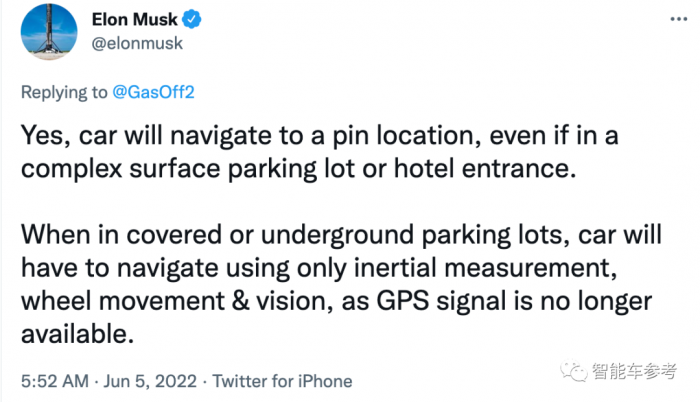 Elon Musk
@elonmusk
Replying to @GasOff2
Yes, car will navigate to a pin location, even if in a
complex surface parking lot or hotel entrance.
When in covered or underground parking lots, car will
have to navigate using only inertial measurement,
wheel movement & vision, as GPS signal is no longer
available.
5:52 AM · Jun 5, 2022 · Twitter for iPhone
智能车参考